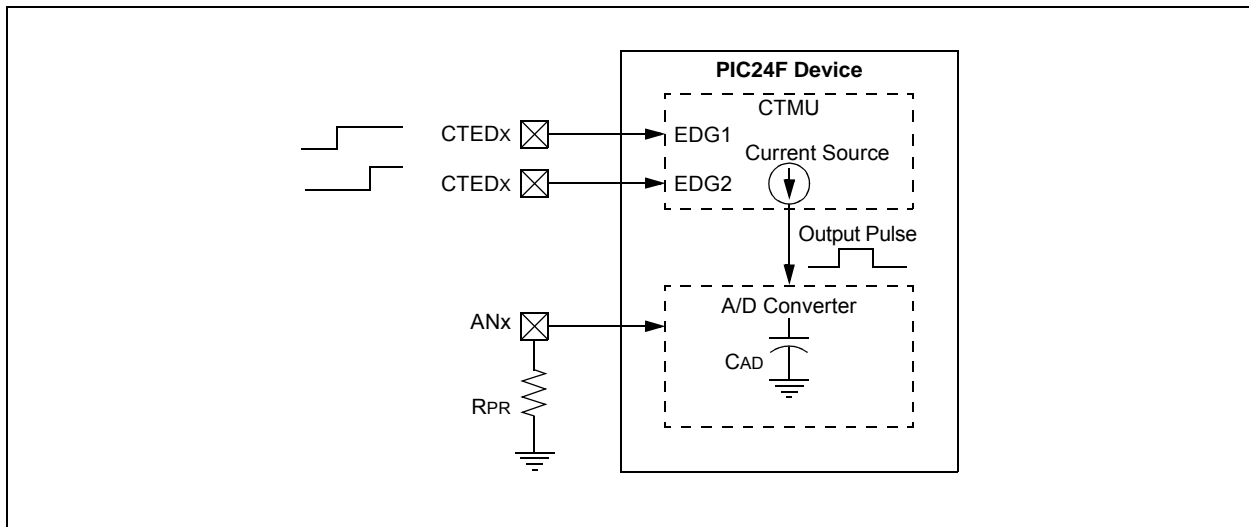 PIC24F Device
CTMU
CTEDX
EDG1
Current Source
CTEDX
EDG2
Output Pulse
A/D Converter
ANx
CAD
RPR